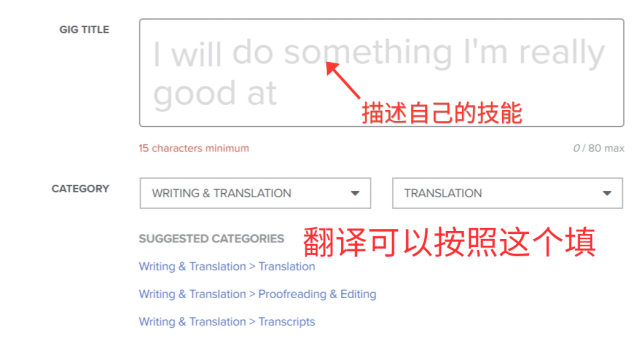 GIG TITLE
I will do something I'm really
good at
描述自己的技能
15 characters minimum
0 / 80 max
CATEGORY
WRITING & TRANSLATION
TRANSLATION
SUGGESTED CATEGORIES
翻译可以按照这个填
Writing & Translation > Translation
Writing & Translation > Proofreading & Editing
Writing & Translation > Transcripts